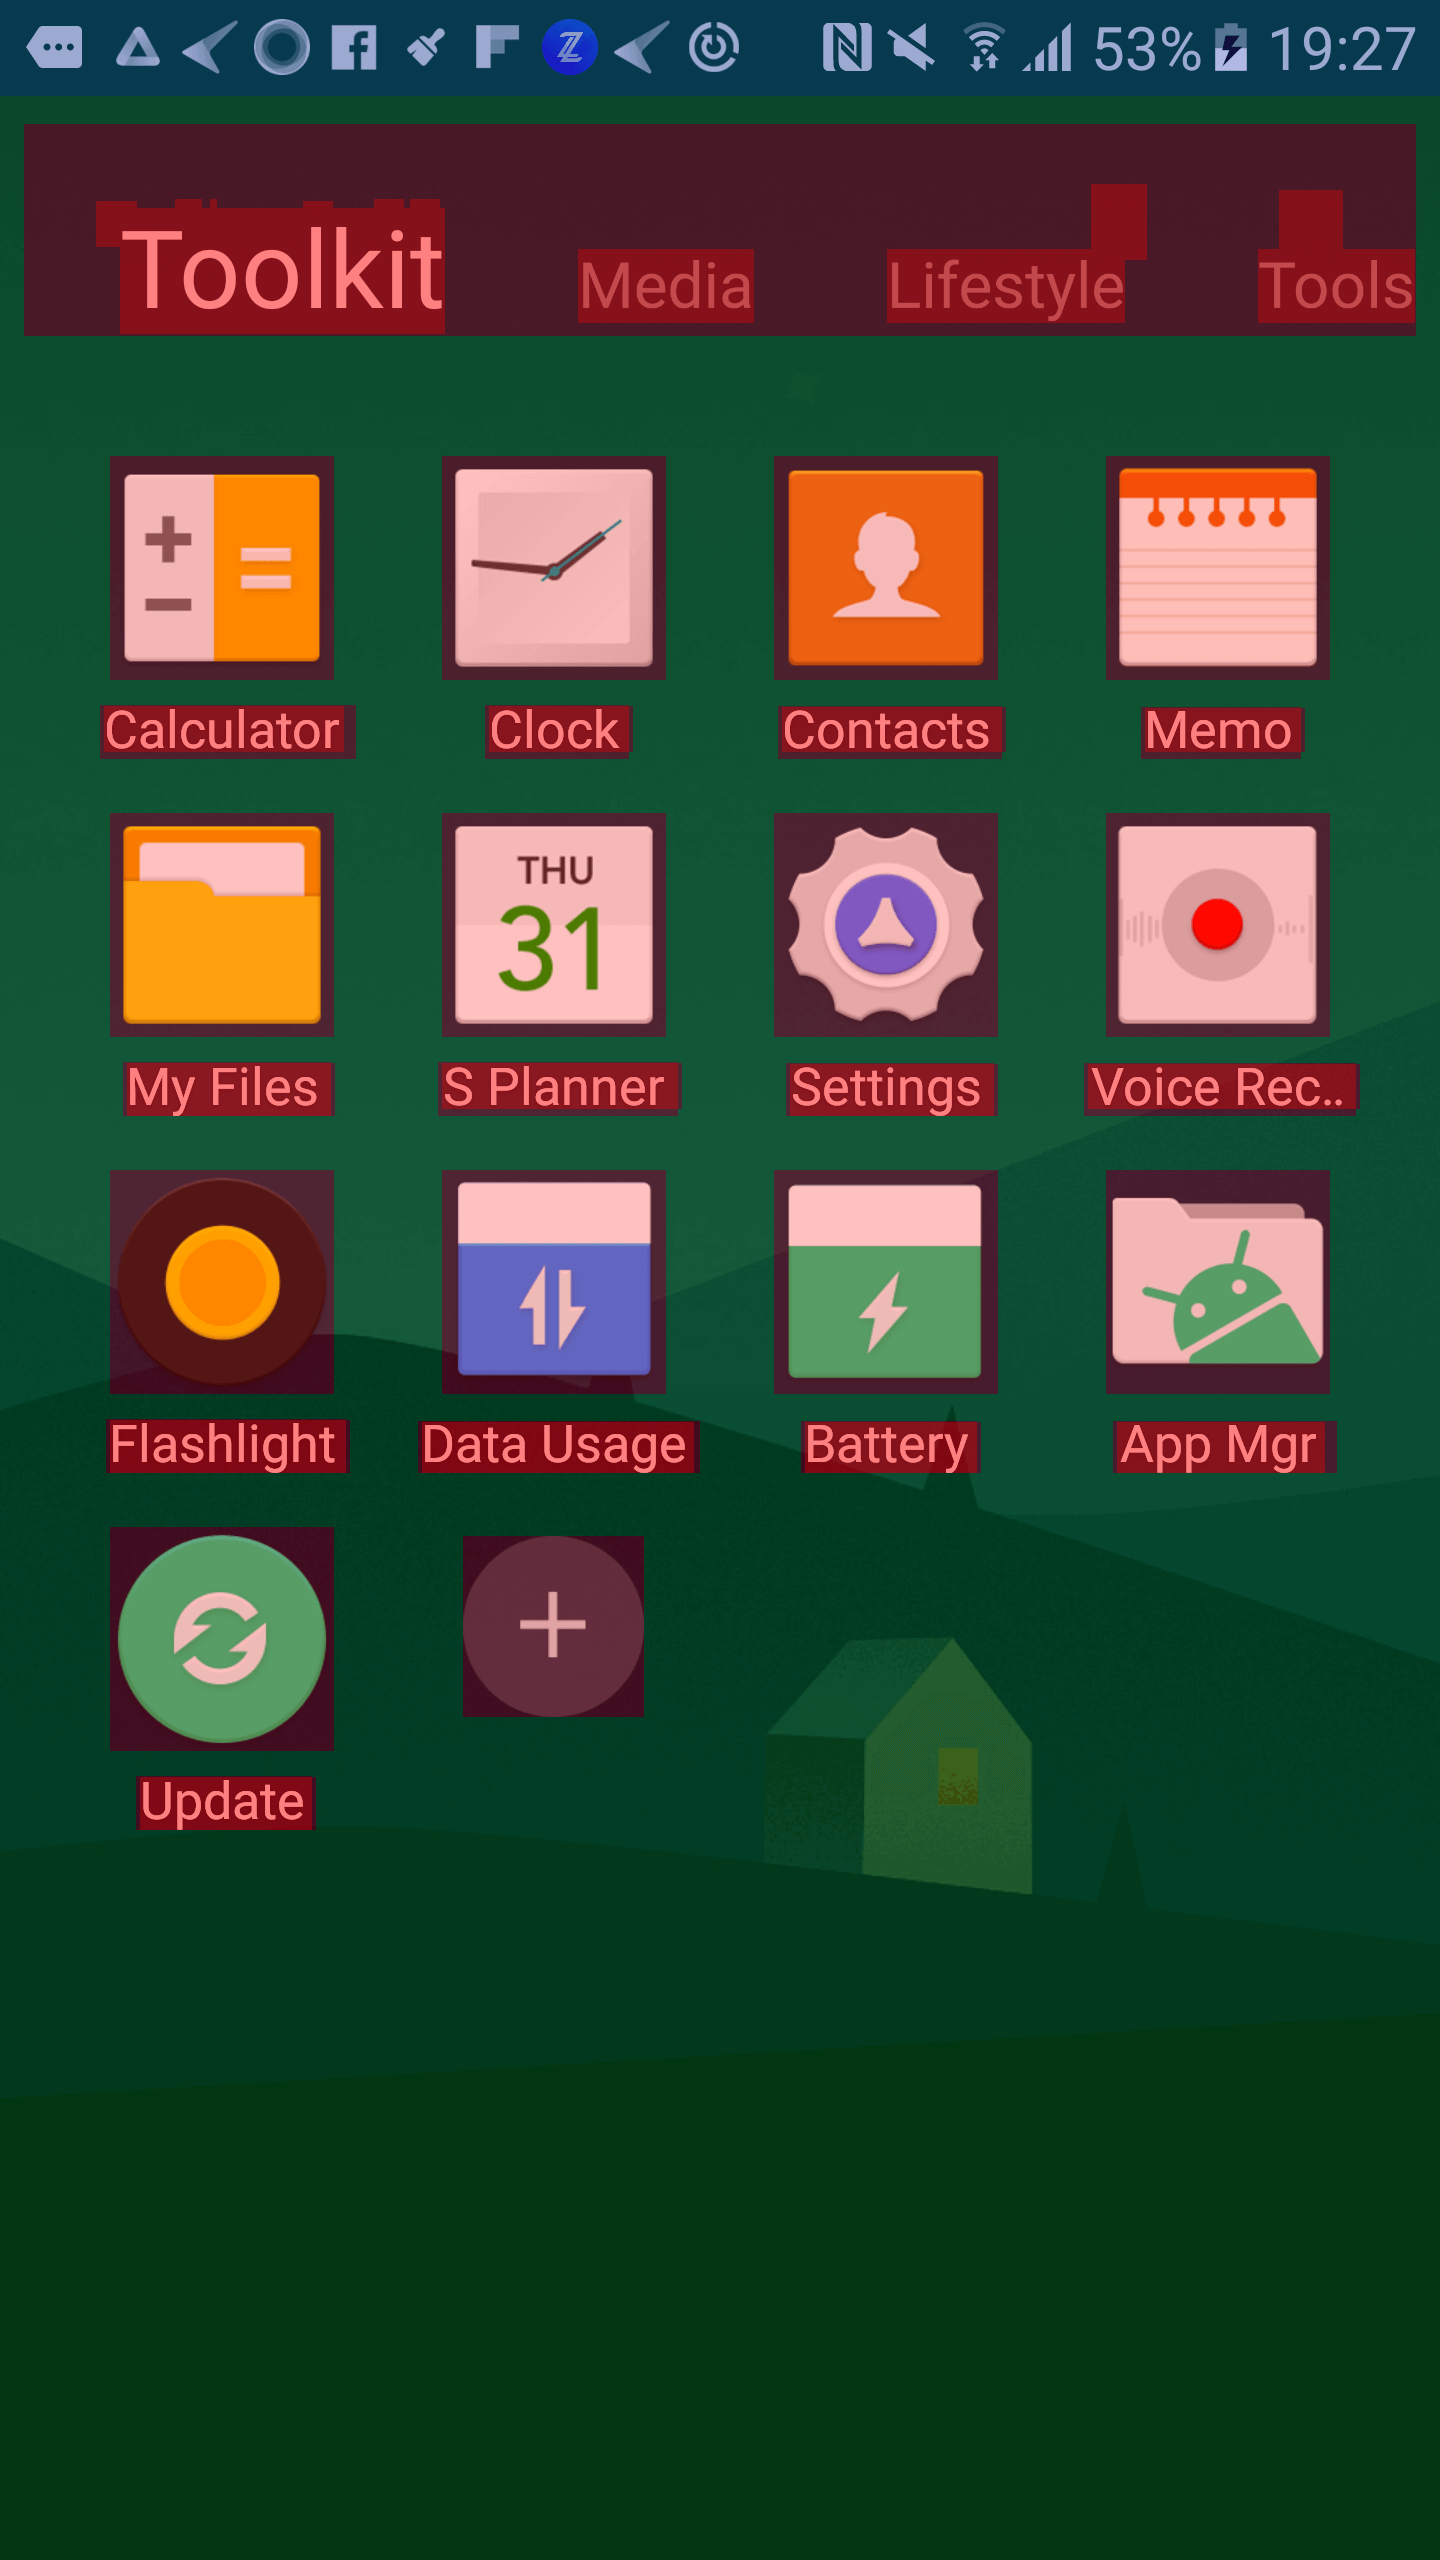 53% 19:27
Toolkit Media Lifestyle Tools
Calculator Clock Contacts Memo
THU
31
My Files S Planner Settings Voice Rec..
Flashlight Data Usage Battery App Mgr
Update